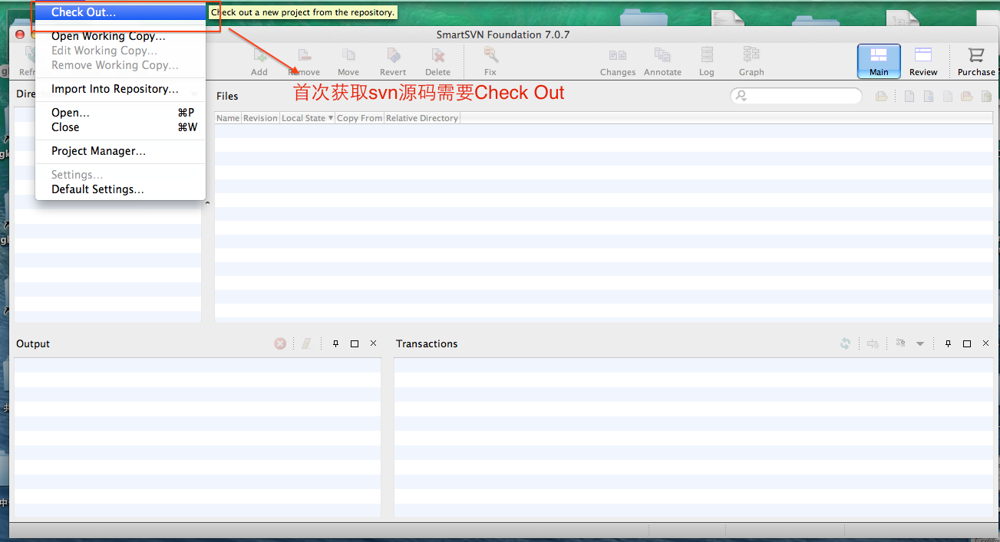 Check Out...
Check out a new project from the repository.
Open Working Copy...
Edit Working Copy...
Remove Working Copy...
Import Into Repository...
Open... ⌘P
Close ⌘W
Project Manager...
Settings...
Default Settings...
SmartSVN Foundation 7.0.7
Refr
Add
Remove
Move
Revert
Delete
Fix
Changes
Annotate
Log
Graph
Main
Review
Purchase
首次获取svn源码需要Check Out
Dire
Files
Name Revision Local State ▼ Copy From Relative Directory
Output
Transactions